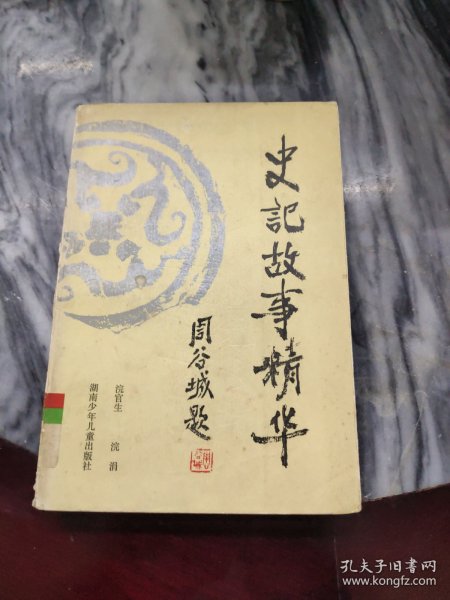 史記故事精华
周谷城题
浣官生 浣涓
湖南少年儿童出版社
孔夫子旧书网
www.kongfz.com